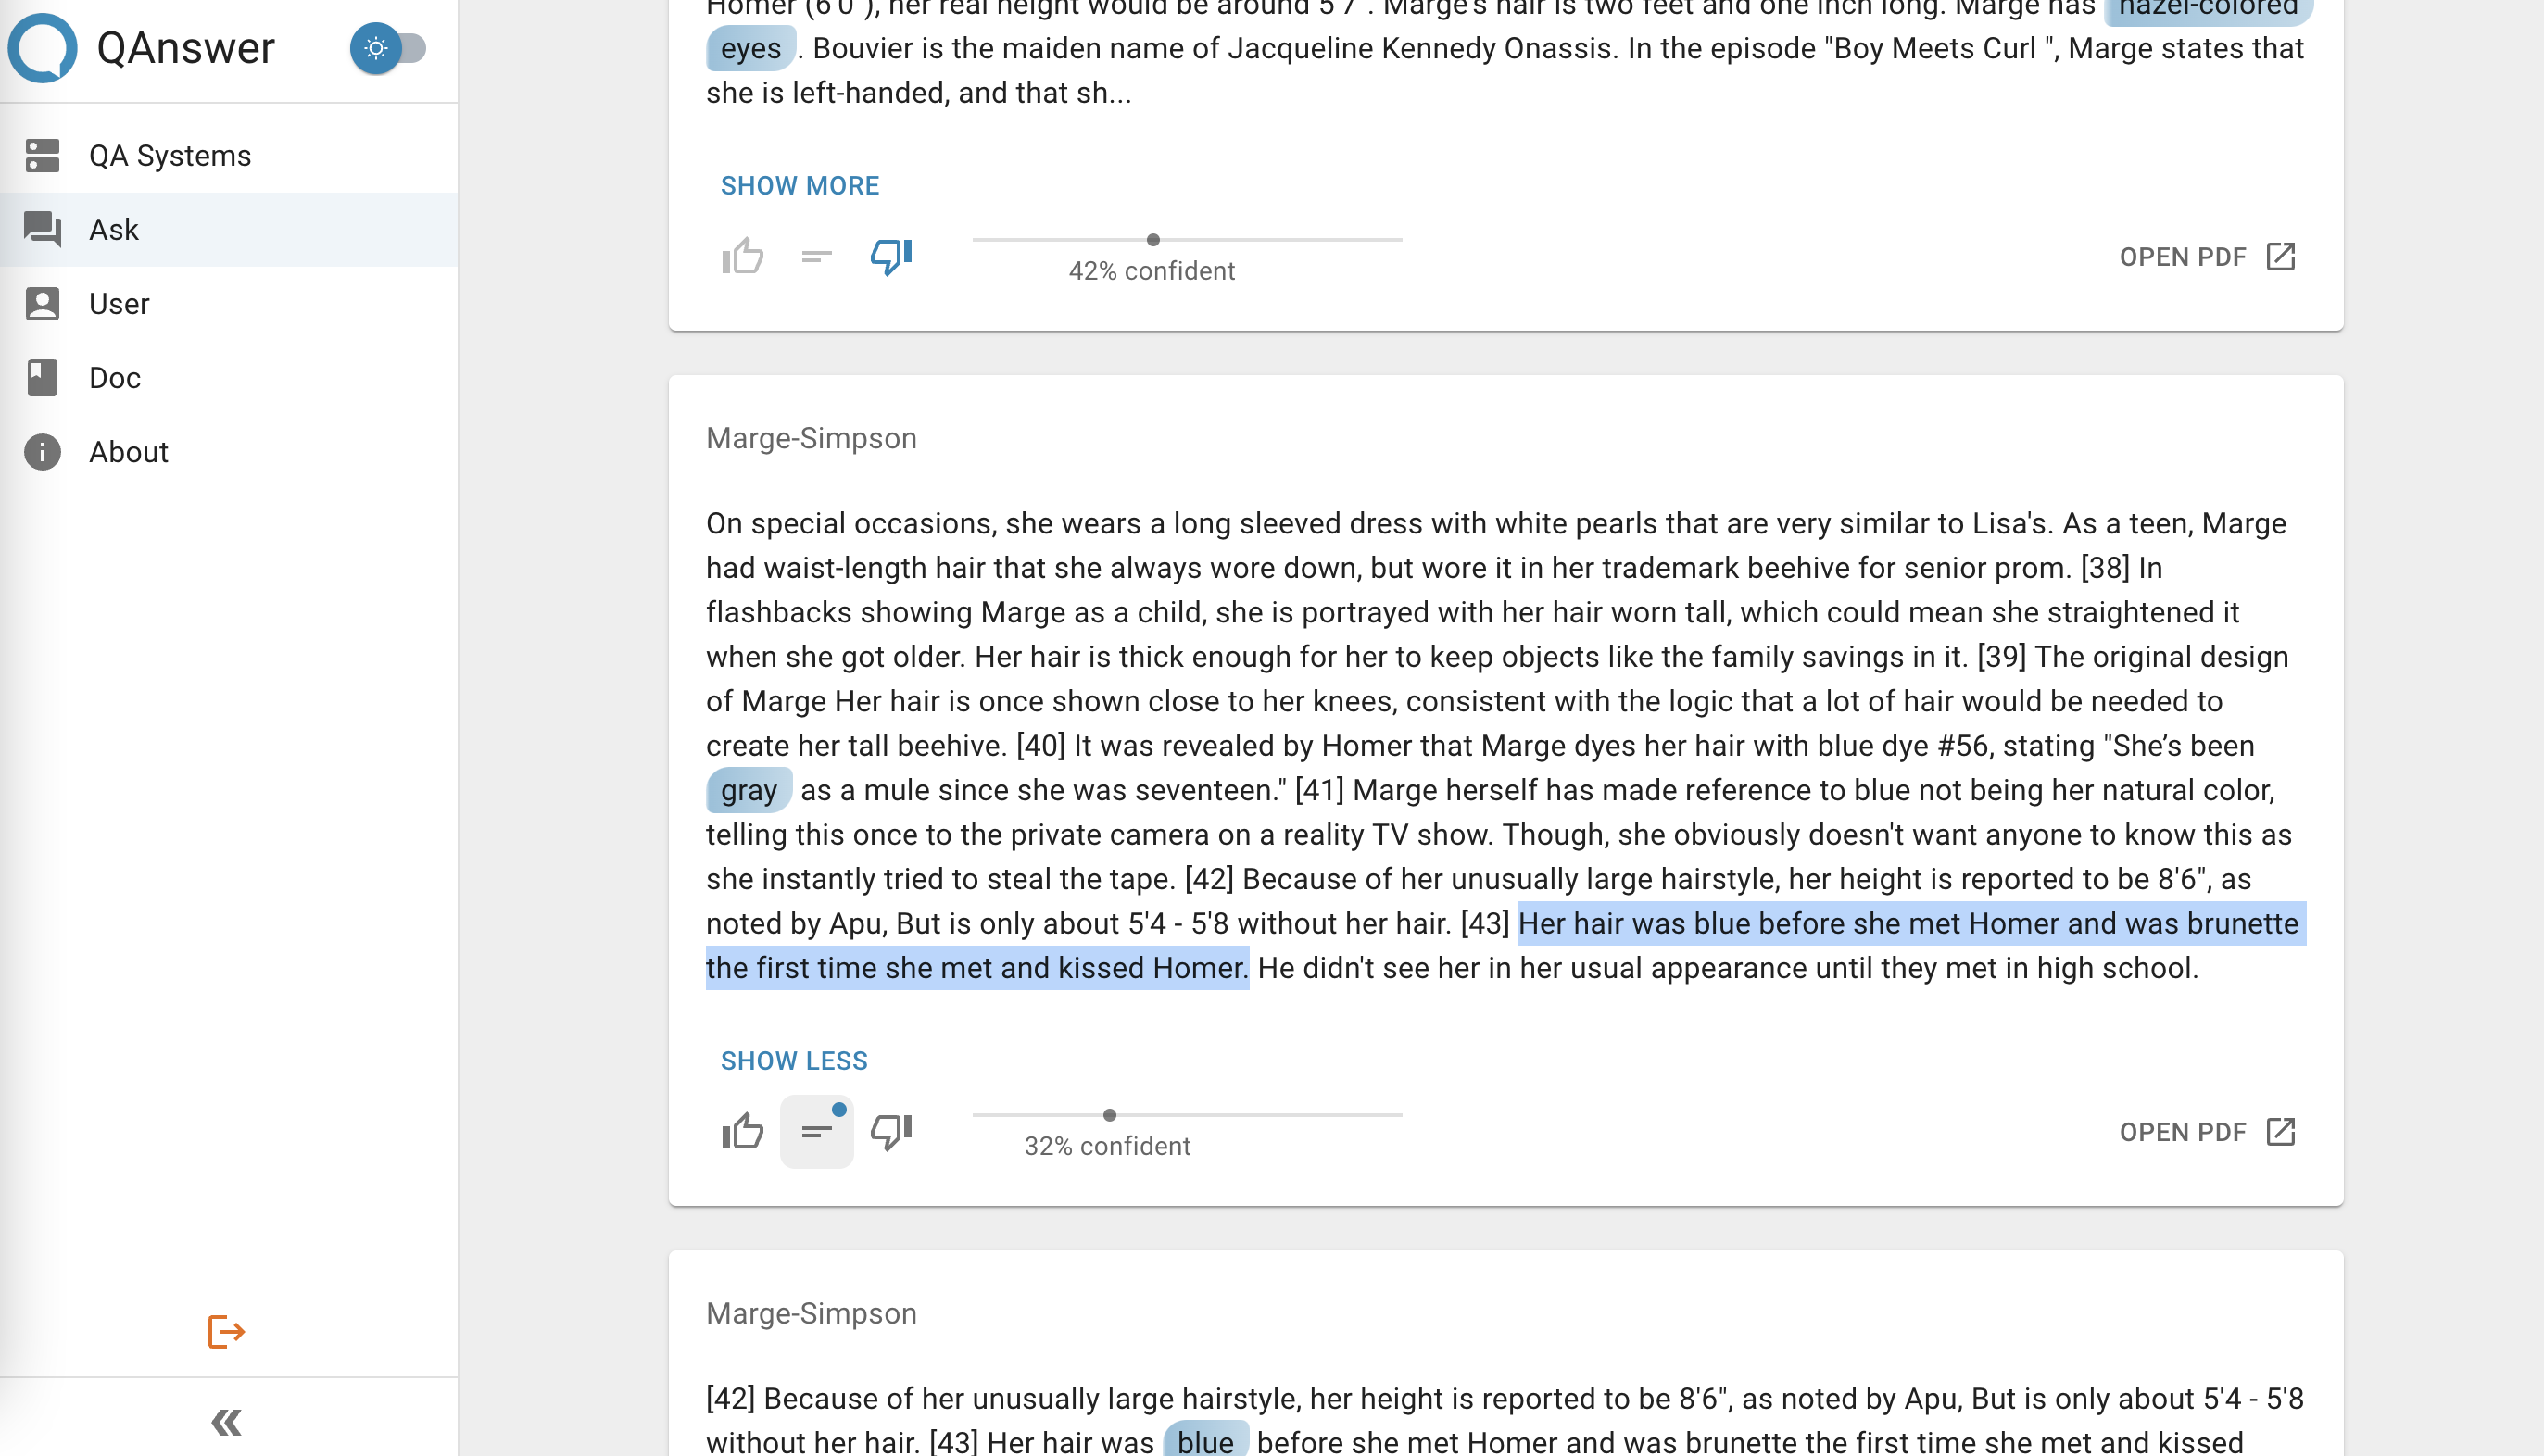 QAnswer
QA Systems
Ask
User
Doc
About
Homer (6'0"), her real height would be around 5'7". Marge's hair is two feet and one inch long. Marge has hazel-colored
eyes . Bouvier is the maiden name of Jacqueline Kennedy Onassis. In the episode "Boy Meets Curl ", Marge states that
she is left-handed, and that sh...
SHOW MORE
42% confident
OPEN PDF
Marge-Simpson
On special occasions, she wears a long sleeved dress with white pearls that are very similar to Lisa's. As a teen, Marge
had waist-length hair that she always wore down, but wore it in her trademark beehive for senior prom. [38] In
flashbacks showing Marge as a child, she is portrayed with her hair worn tall, which could mean she straightened it
when she got older. Her hair is thick enough for her to keep objects like the family savings in it. [39] The original design
of Marge Her hair is once shown close to her knees, consistent with the logic that a lot of hair would be needed to
create her tall beehive. [40] It was revealed by Homer that Marge dyes her hair with blue dye #56, stating "She’s been
gray as a mule since she was seventeen." [41] Marge herself has made reference to blue not being her natural color,
telling this once to the private camera on a reality TV show. Though, she obviously doesn't want anyone to know this as
she instantly tried to steal the tape. [42] Because of her unusually large hairstyle, her height is reported to be 8'6", as
noted by Apu, But is only about 5'4 - 5'8 without her hair. [43] Her hair was blue before she met Homer and was brunette
the first time she met and kissed Homer. He didn't see her in her usual appearance until they met in high school.
SHOW LESS
32% confident
OPEN PDF
Marge-Simpson
[42] Because of her unusually large hairstyle, her height is reported to be 8'6", as noted by Apu, But is only about 5'4 - 5'8
without her hair. [43] Her hair was blue before she met Homer and was brunette the first time she met and kissed